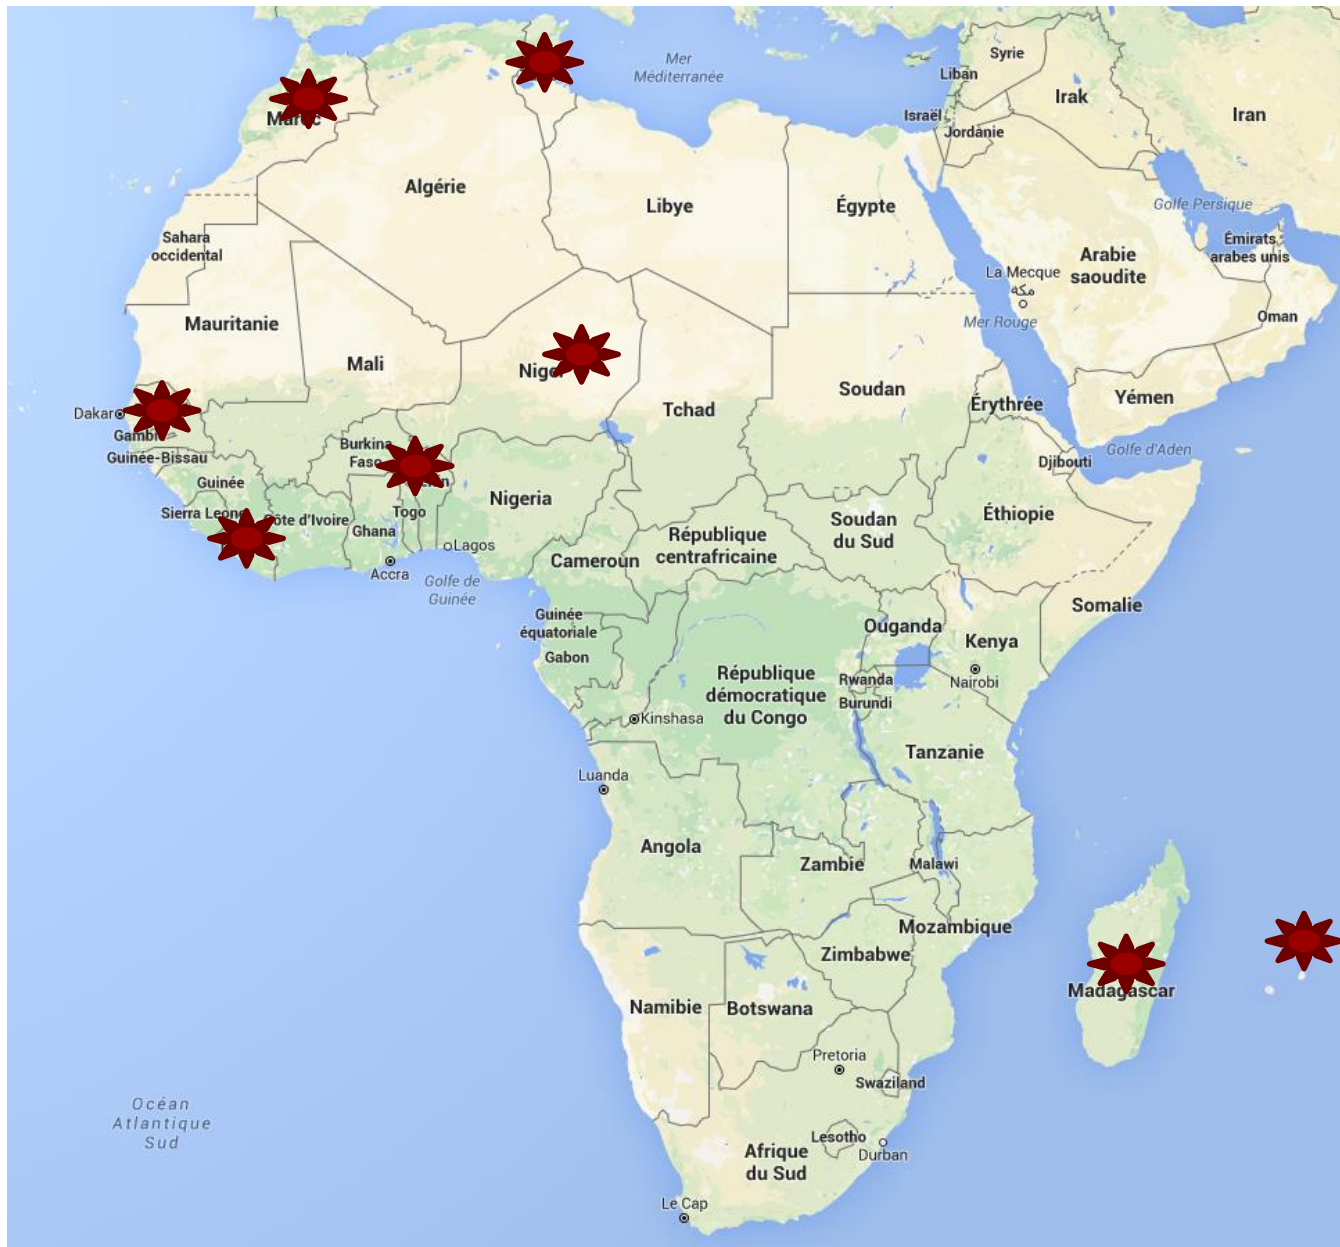 Mer
Méditerranée
Syrie
Liban
Irak
Iran
Israël
Jordanie
Algérie
Libye
Égypte
Golfe Persique
Sahara
occidental
Émirats
arabes unis
Arabie
saoudite
La Mecque
مكة
Oman
Mer Rouge
Mauritanie
Mali
Tchad
Soudan
Érythrée
Yémen
Dakar
Golfe d'Aden
Djibouti
Guinée-Bissau
Burkina
Guinée
Nigeria
Sierra Leone
Côte d'Ivoire
Togo
Ghana
Éthiopie
Soudan
du Sud
République
centrafricaine
Lagos
Accra
Cameroun
Golfe de
Guinée
Somalie
Guinée
équatoriale
Gabon
Ouganda
Kenya
Nairobi
République
démocratique
du Congo
Rwanda
Burundi
Kinshasa
Tanzanie
Luanda
Angola
Zambie
Malawi
Mozambique
Zimbabwe
Madagascar
Namibie
Botswana
Pretoria
Swaziland
Océan
Atlantique
Sud
Lesotho
Durban
Afrique
du Sud
Le Cap